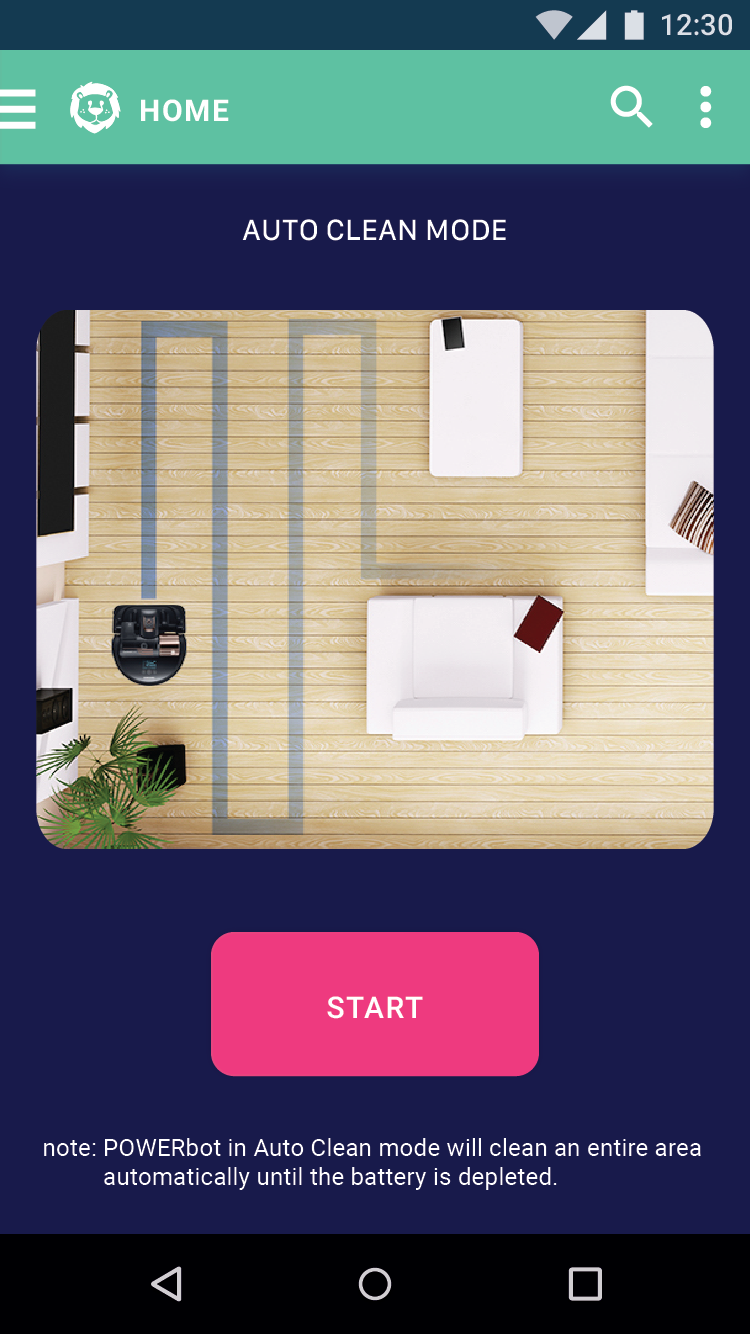 12:30
HOME
AUTO CLEAN MODE
START
note: POWERbot in Auto Clean mode will clean an entire area
automatically until the battery is depleted.